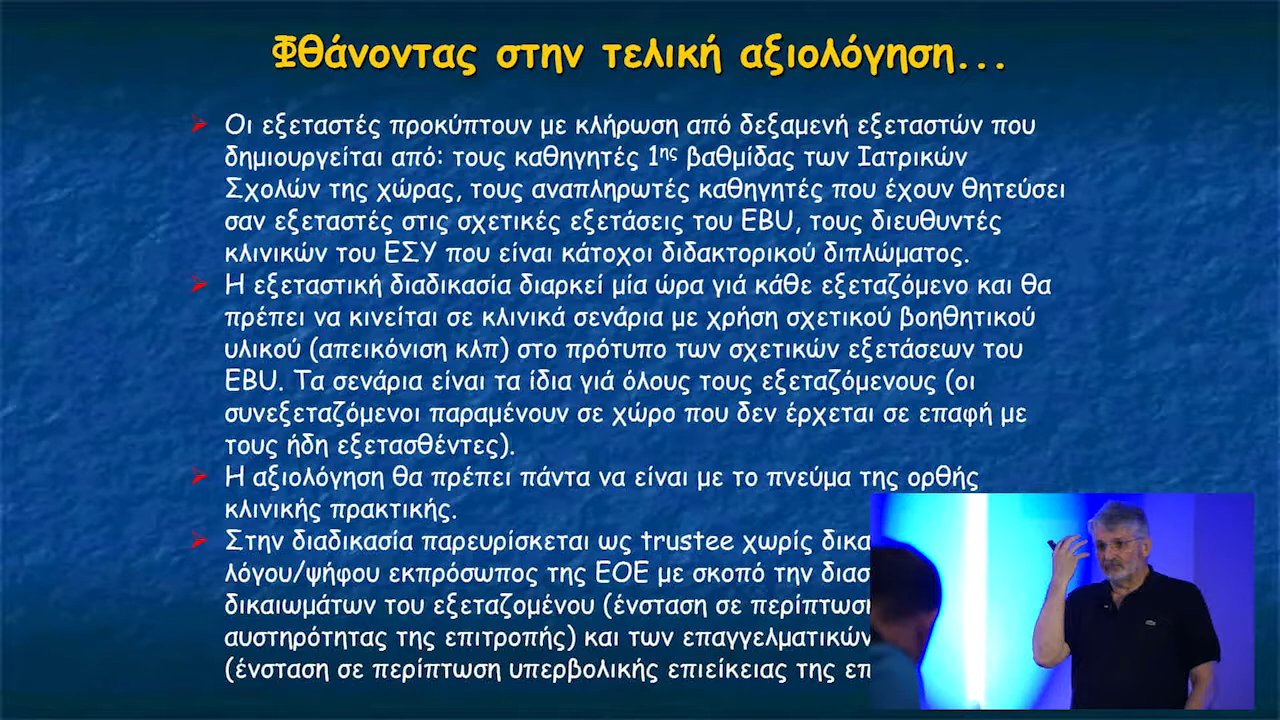 Φθάνοντας στην τελική αξιολόγηση...
Οι εξεταστές προκύπτουν με κλήρωση από δεξαμενή εξεταστών που
δημιουργείται από: τους καθηγητές 1ης βαθμίδας των Ιατρικών
Σχολών της χώρας, τους αναπληρωτές καθηγητές που έχουν θητεύσει
σαν εξεταστές στις σχετικές εξετάσεις του EBU, τους διευθυντές
κλινικών του ΕΣΥ που είναι κάτοχοι διδακτορικού διπλώματος.
Η εξεταστική διαδικασία διαρκεί μία ώρα γιά κάθε εξεταζόμενο και θα
πρέπει να κινείται σε κλινικά σενάρια με χρήση σχετικού βοηθητικού
υλικού (απεικόνιση κλπ) στο πρότυπο των σχετικών εξετάσεων του
EBU. Τα σενάρια είναι τα ίδια γιά όλους τους εξεταζόμενους (οι
συνεξεταζόμενοι παραμένουν σε χώρο που δεν έρχεται σε επαφή με
τους ήδη εξετασθέντες).
Η αξιολόγηση θα πρέπει πάντα να είναι με το πνεύμα της ορθής
κλινικής πρακτικής.
Στην διαδικασία παρευρίσκεται ως trustee χωρίς
λόγου/ψήφου εκπρόσωπος της ΕΟΕ με σκοπό την
δικαιωμάτων του εξεταζομένου (ένσταση σε περίπτωση
αυστηρότητας της επιτροπής) και των επαγγελματικών
(ένσταση σε περίπτωση υπερβολικής επιείκειας της